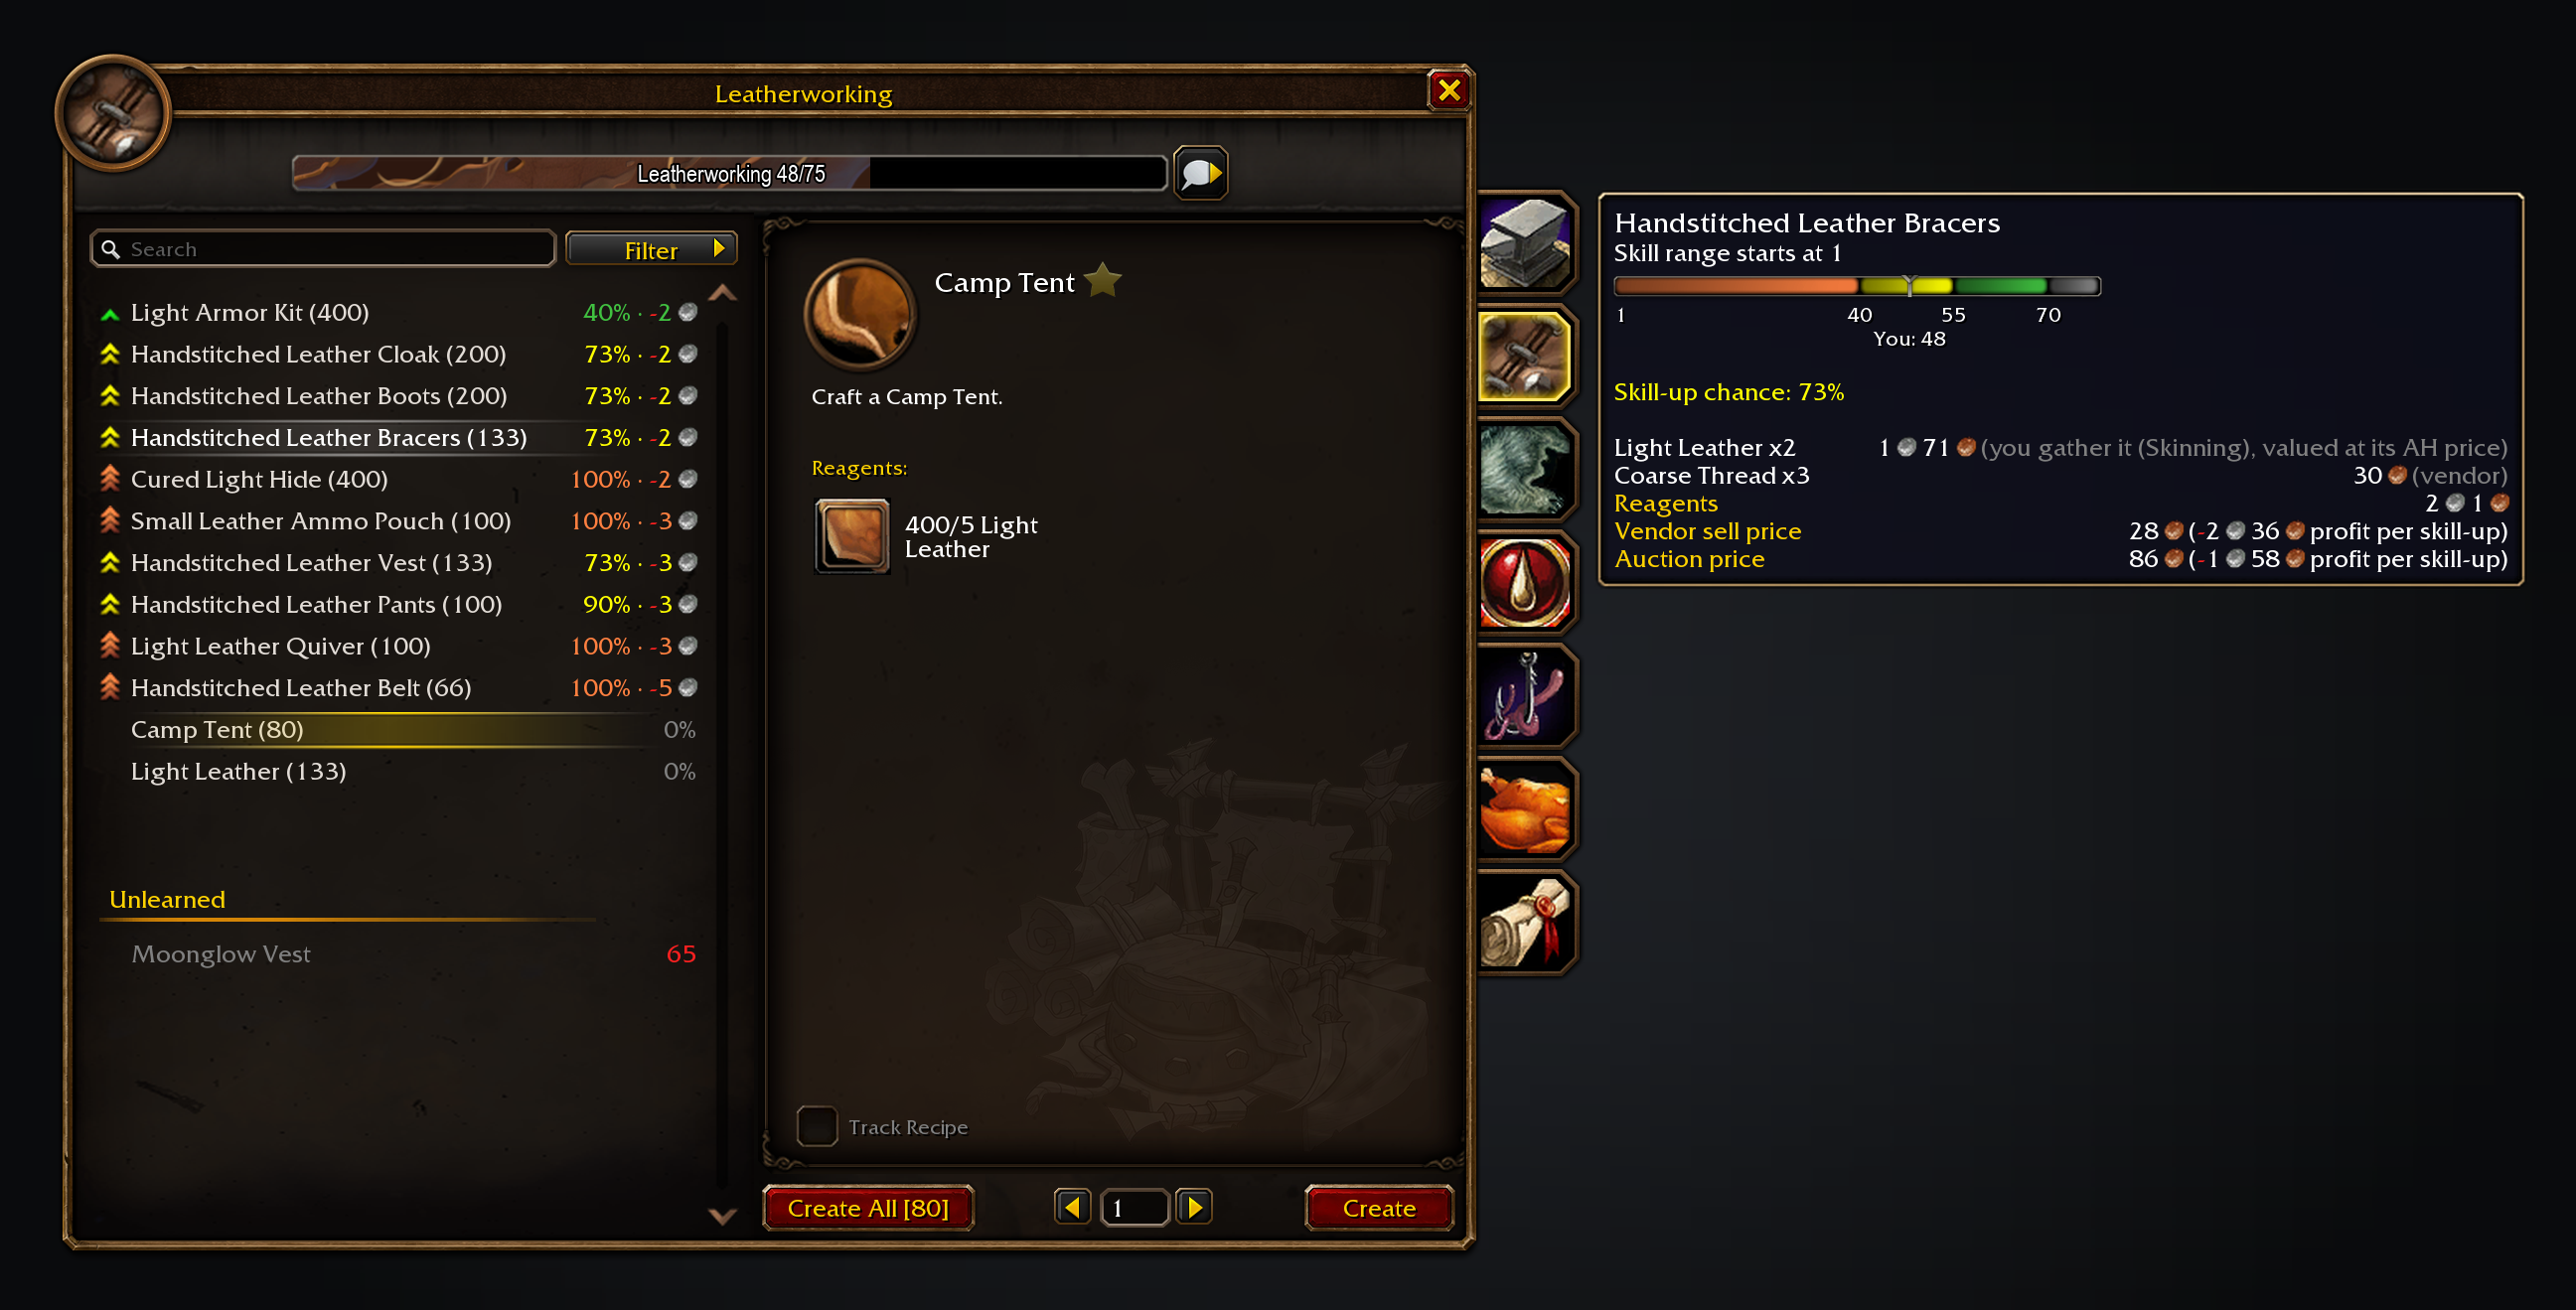 Leatherworking
Leatherworking 48/75
Search
Filter
Light Armor Kit (400) 40% · -2
Handstitched Leather Cloak (200) 73% · -2
Handstitched Leather Boots (200) 73% · -2
Handstitched Leather Bracers (133) 73% · -2
Cured Light Hide (400) 100% · -2
Small Leather Ammo Pouch (100) 100% · -3
Handstitched Leather Vest (133) 73% · -3
Handstitched Leather Pants (100) 90% · -3
Light Leather Quiver (100) 100% · -3
Handstitched Leather Belt (66) 100% · -5
Camp Tent (80) 0%
Light Leather (133) 0%
Unlearned
Moonglow Vest 65
Camp Tent
Craft a Camp Tent.
Reagents:
400/5 Light
Leather
Track Recipe
Create All [80]
1
Create
Handstitched Leather Bracers
Skill range starts at 1
1 40 55 70
You: 48
Skill-up chance: 73%
Light Leather x2 1 71 (you gather it (Skinning), valued at its AH price)
Coarse Thread x3 30 (vendor)
Reagents 2 1
Vendor sell price 28 (-2 36 profit per skill-up)
Auction price 86 (-1 58 profit per skill-up)